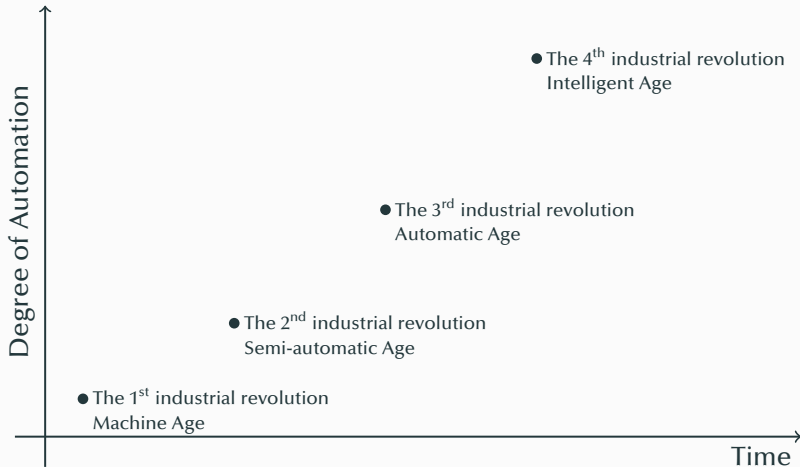 Degree of Automation
The 4th industrial revolution
Intelligent Age
The 3rd industrial revolution
Automatic Age
The 2nd industrial revolution
Semi-automatic Age
The 1st industrial revolution
Machine Age
Time